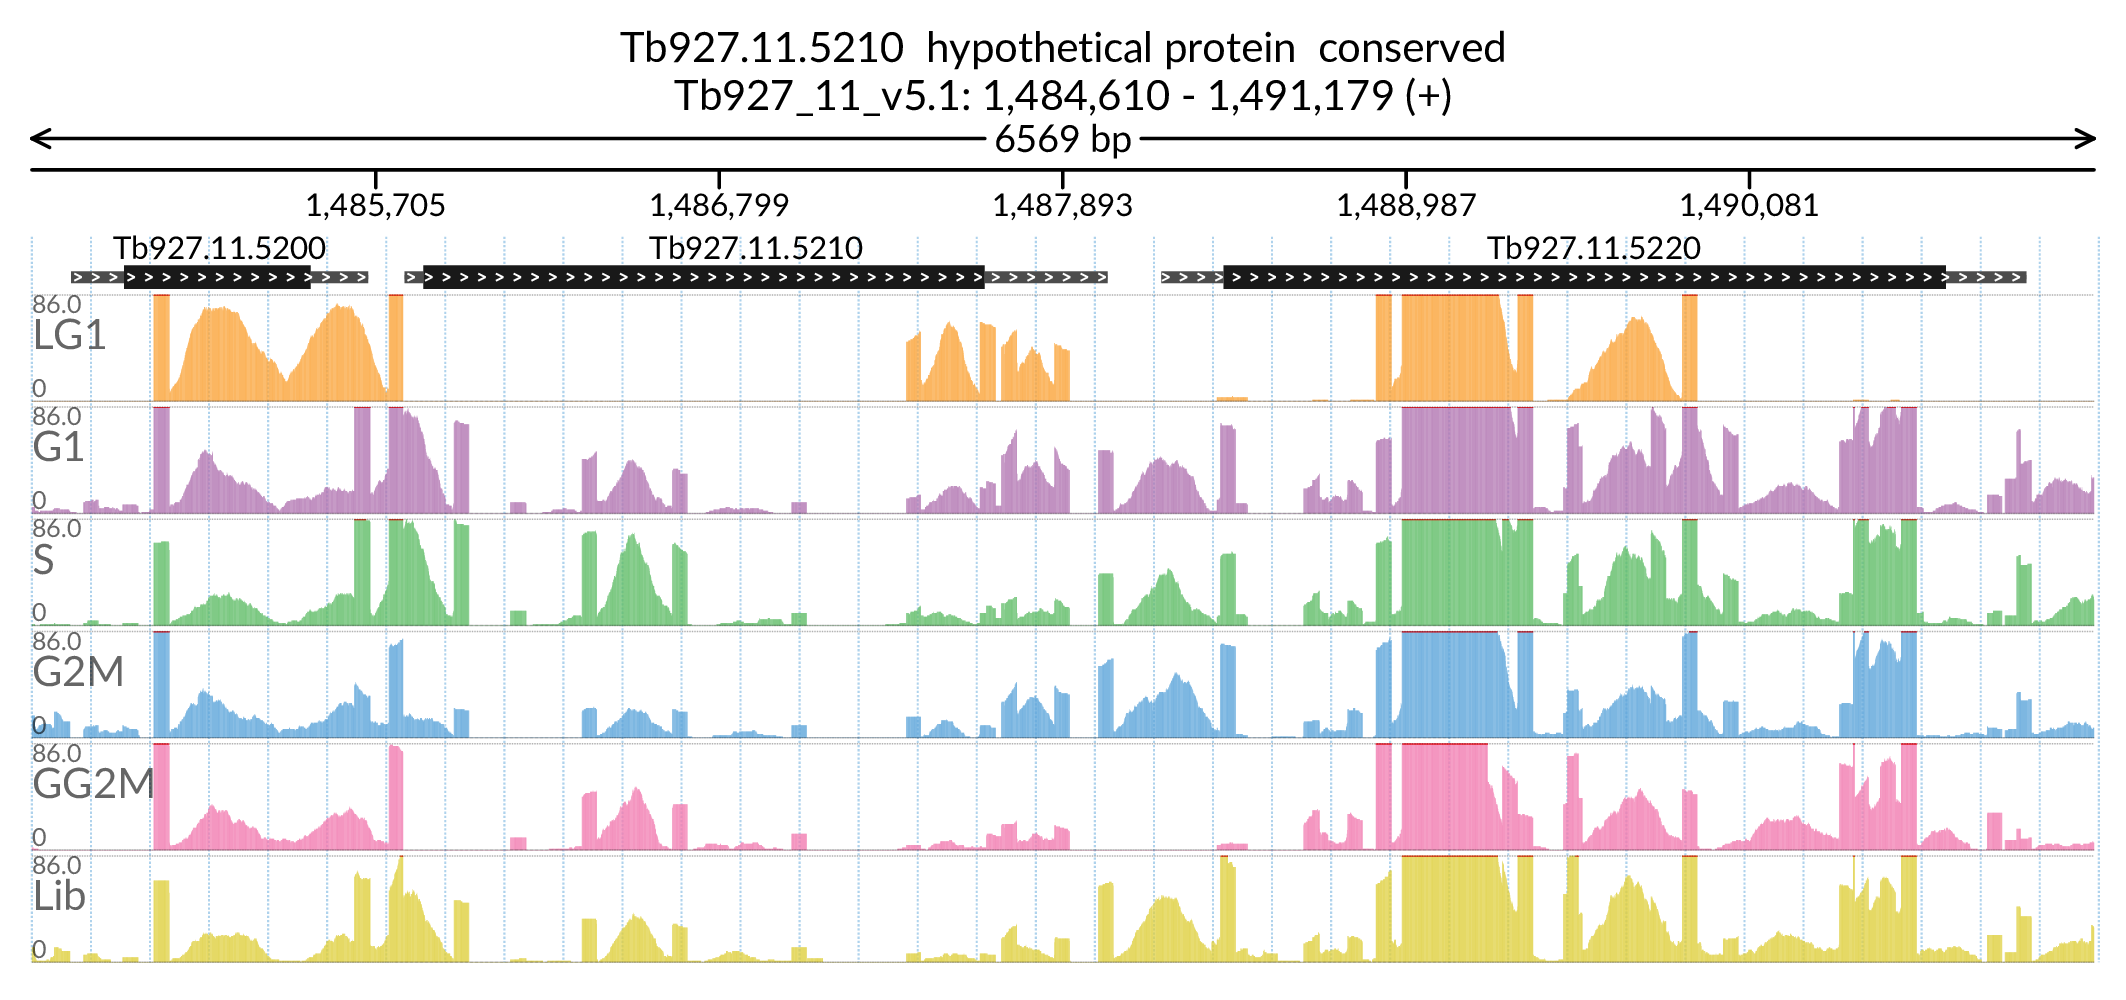 Tb927.11.5210 hypothetical protein conserved
Tb927_11_v5.1: 1,484,610 - 1,491,179 (+)
6569 bp
1,485,705 1,486,799 1,487,893 1,488,987 1,490,081
Tb927.11.5200 Tb927.11.5210 Tb927.11.5220
86.0
LG1
0
86.0
G1
0
86.0
S
0
86.0
G2M
0
86.0
GG2M
0
86.0
Lib
0